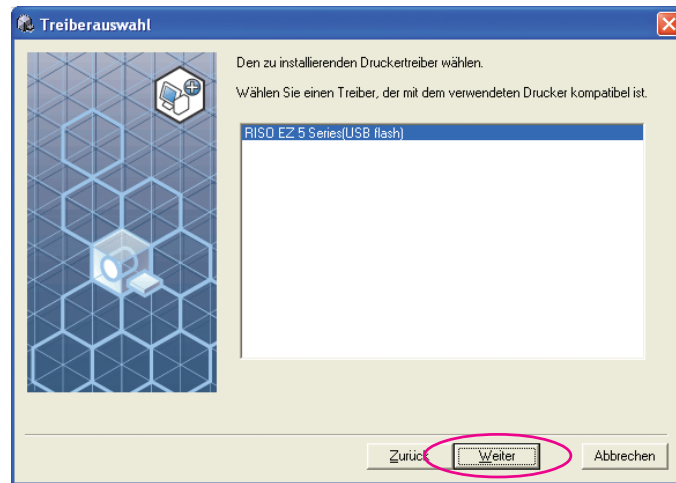 Treiberauswahl
Den zu installierenden Druckertreiber wählen.
Wählen Sie einen Treiber, der mit dem verwendeten Drucker kompatibel ist.
RISO EZ 5 Series(USB flash)
Zurück Weiter Abbrechen